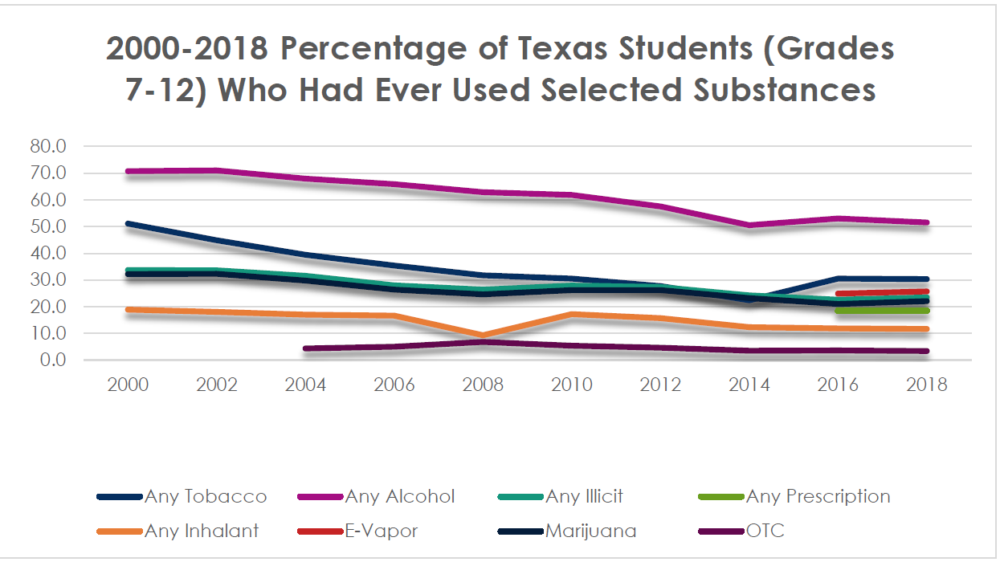 2000-2018 Percentage of Texas Students (Grades
7-12) Who Had Ever Used Selected Substances
80.0
70.0
60.0
50.0
40.0
30.0
20.0
10.0
0.0
2000 2002 2004 2006 2008 2010 2012 2014 2016 2018
Any Tobacco Any Alcohol Any Illicit Any Prescription
Any Inhalant E-Vapor Marijuana OTC